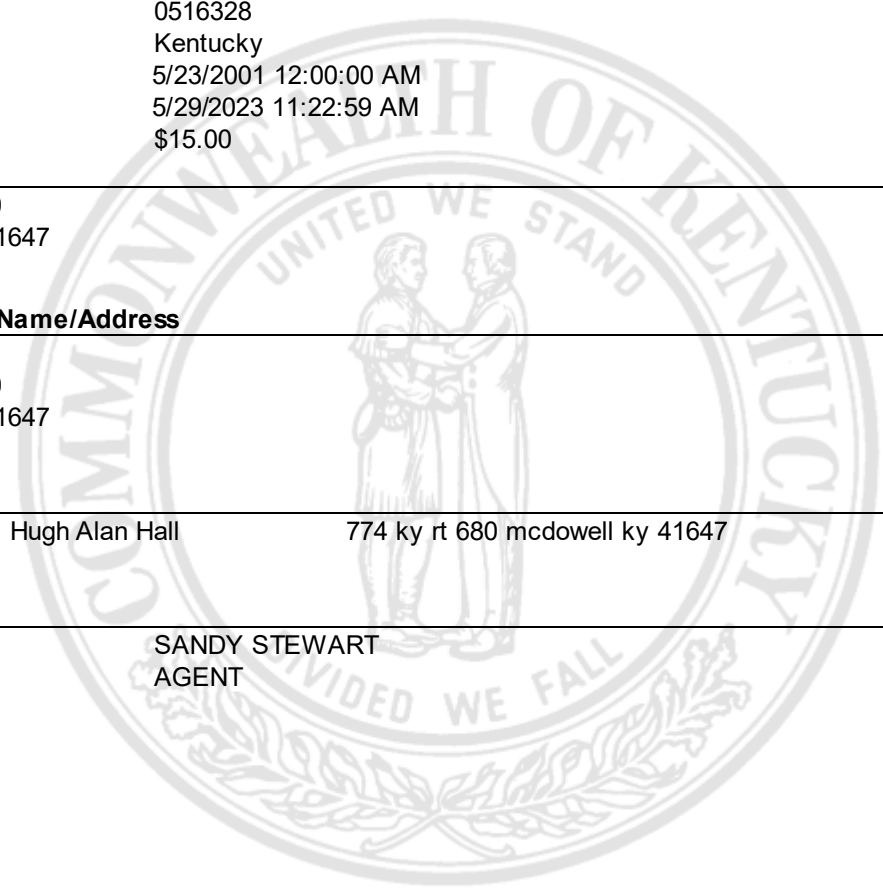 0516328
Kentucky
5/23/2001 12:00:00 AM
5/29/2023 11:22:59 AM
$15.00
1647
Name/Address
1647
Hugh Alan Hall 774 ky rt 680 mcdowell ky 41647
SANDY STEWART
AGENT
COMMONWEALTH OF KENTUCKY
UNITED WE STAND
DIVIDED WE FALL